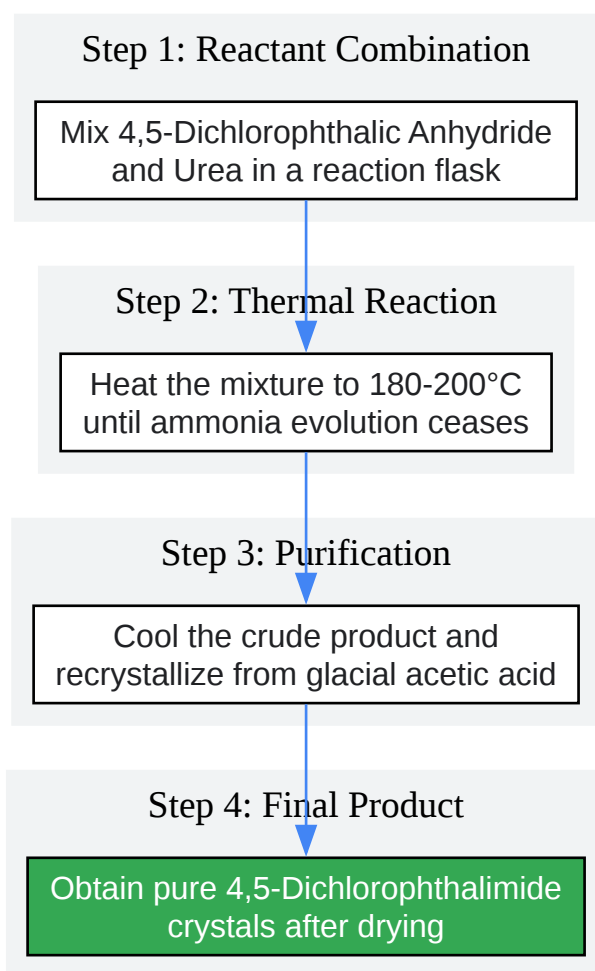 Step 1: Reactant Combination
Mix 4,5-Dichlorophthalic Anhydride
and Urea in a reaction flask
Step 2: Thermal Reaction
Heat the mixture to 180-200°C
until ammonia evolution ceases
Step 3: Purification
Cool the crude product and
recrystallize from glacial acetic acid
Step 4: Final Product
Obtain pure 4,5-Dichlorophthalimide
crystals after drying